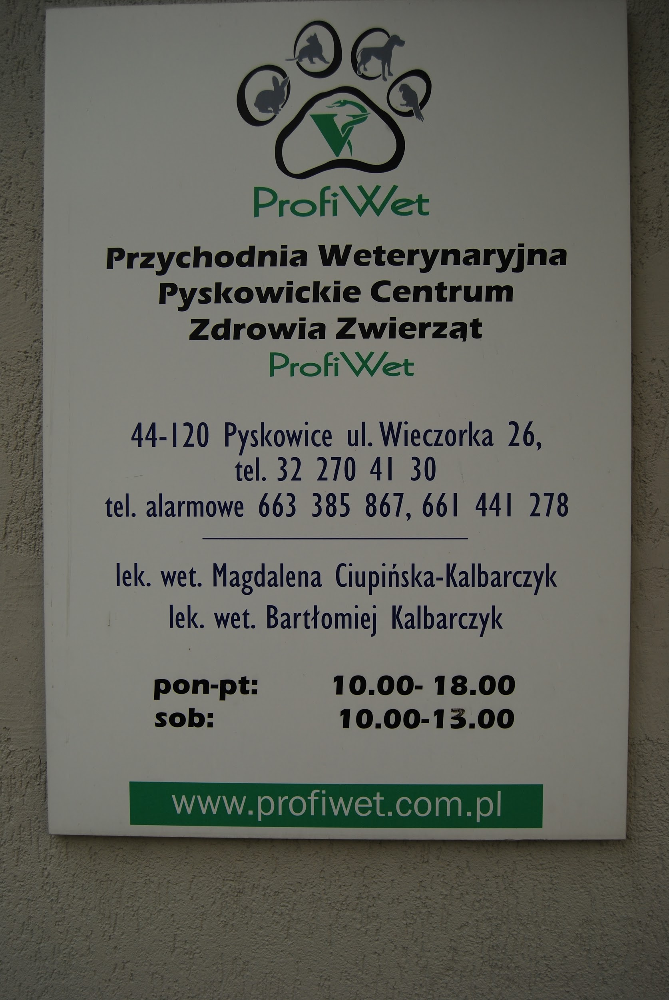 ProfiWet
Przychodnia Weterynaryjna
Pyskowickie Centrum
Zdrowia Zwierząt
ProfiWet
44-120 Pyskowice ul. Wieczorka 26,
tel. 32 270 41 30
tel. alarmowe 663 385 867, 661 441 278
lek. wet. Magdalena Ciupińska-Kalbarczyk
lek. wet. Bartłomiej Kalbarczyk
pon-pt: 10.00- 18.00
sob: 10.00-13.00
www.profiwet.com.pl